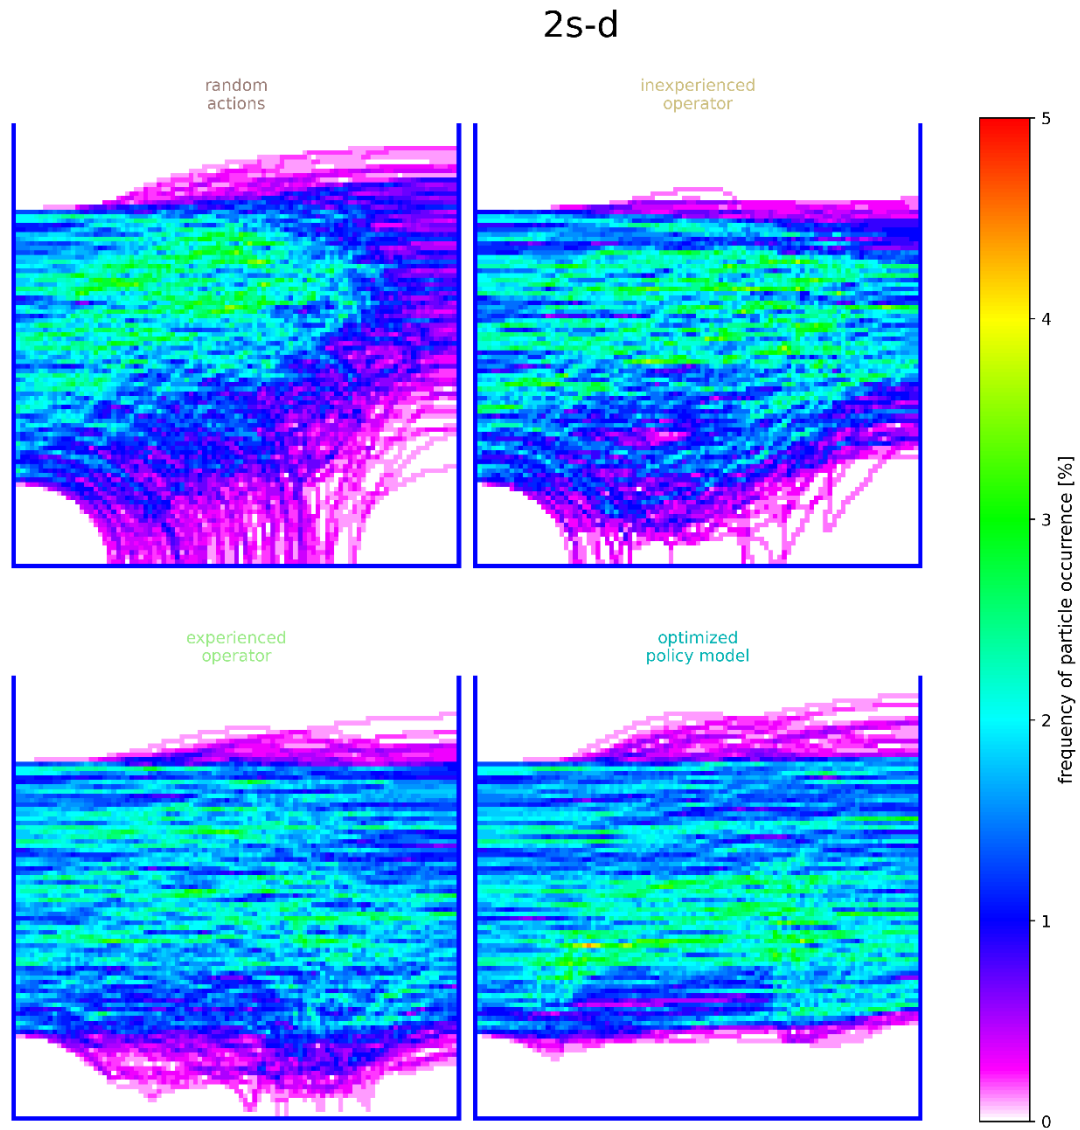 2s-d
random
actions
inexperienced
operator
experienced
operator
optimized
policy model
5
4
3
2
1
0
frequency of particle occurrence [%]